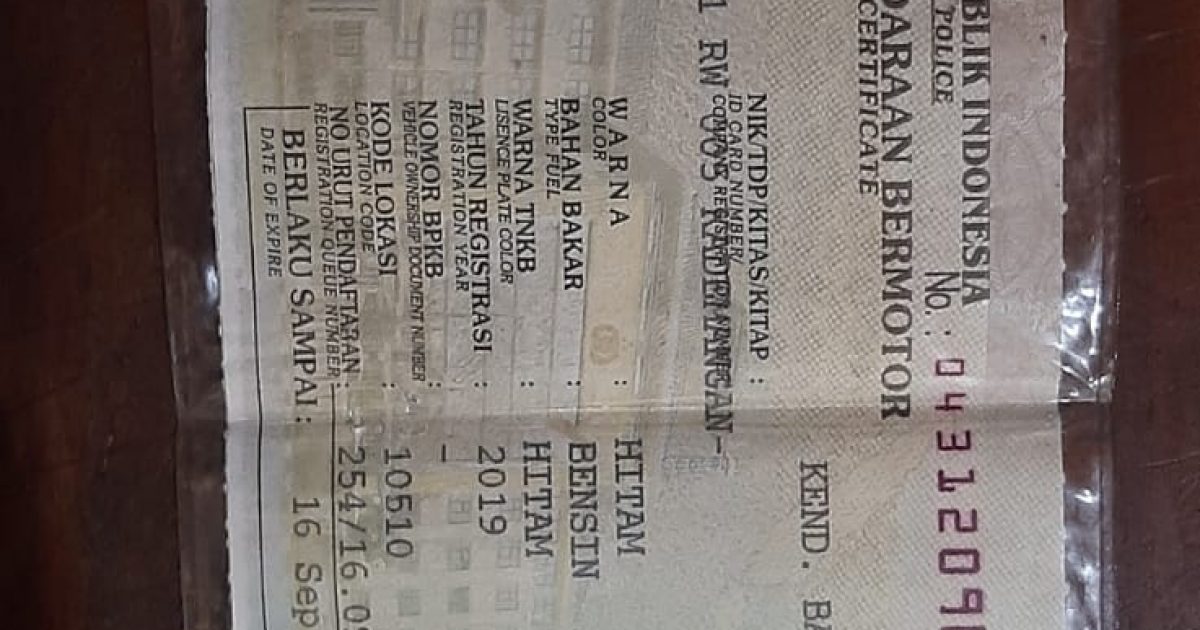 BLIK INDONESIA
POLICE
No. : 0431209
DARAAN BERMOTOR
CERTIFICATE
KEND.
NIK/TDP/KITAS/KITAP :
ID CARD NUMBER/
1 RW 003 KADEMANGAN-
W A R N A : HITAM
COLOR
BAHAN BAKAR : BENSIN
TYPE FUEL
WARNA TNKB : HITAM
LISENCE PLATE COLOR
TAHUN REGISTRASI : 2019
REGISTRATION YEAR
NOMOR BPKB : -
VEHICLE OWNERSHIP DOCUMENT NUMBER
KODE LOKASI : 10510
LOCATION CODE
NO URUT PENDAFTARAN : 254/16.0
REGISTRATION QUEUE NUMBER
BERLAKU SAMPAI : 16 Sep
DATE OF EXPIRE